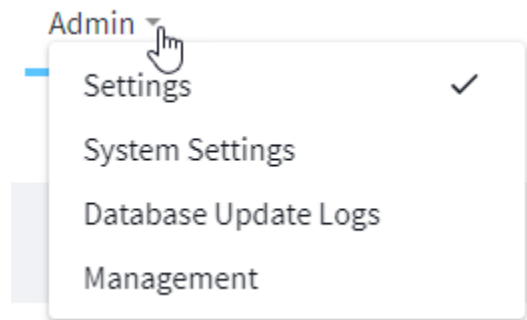 Admin
Settings
System Settings
Database Update Logs
Management